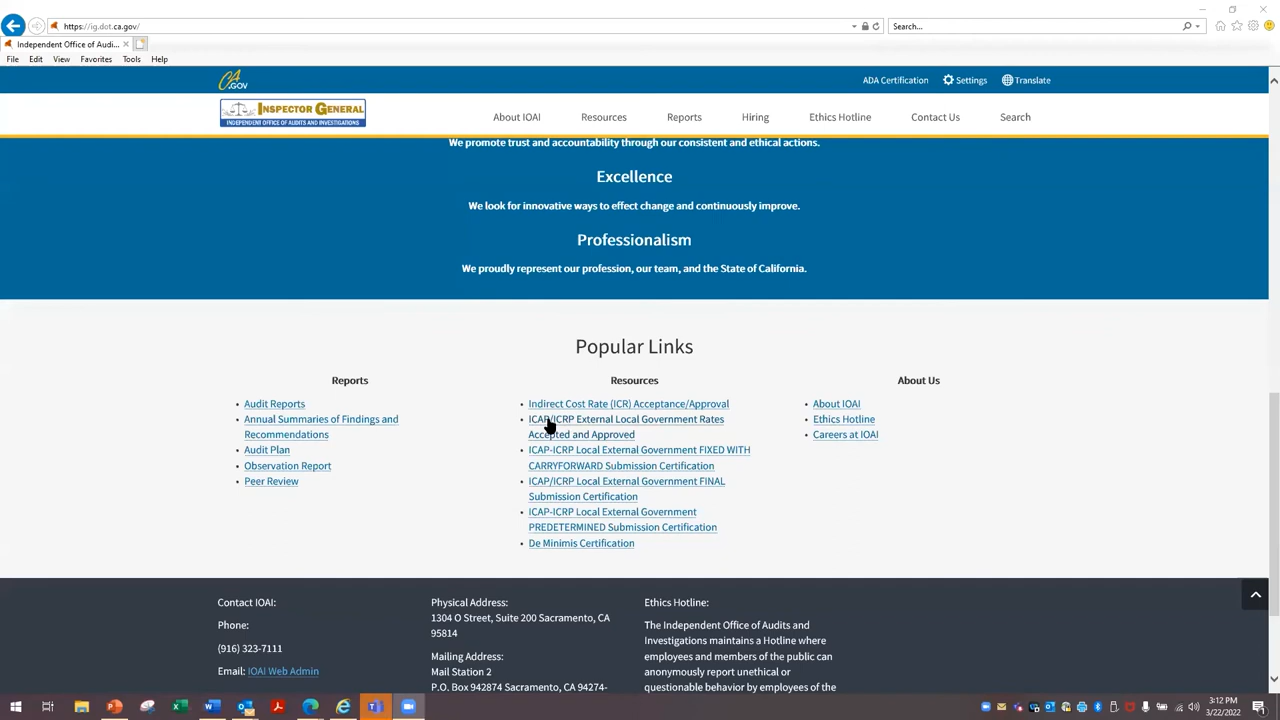 https://ig.dot.ca.gov/
Search...
Independent Office of Audi...
File Edit View Favorites Tools Help
CA.GOV
ADA Certification Settings Translate
INSPECTOR GENERAL
INDEPENDENT OFFICE OF AUDITS AND INVESTIGATIONS
About IOAI Resources Reports Hiring Ethics Hotline Contact Us Search
We promote trust and accountability through our consistent and ethical actions.
Excellence
We look for innovative ways to effect change and continuously improve.
Professionalism
We proudly represent our profession, our team, and the State of California.
Popular Links
Reports
• Audit Reports
• Annual Summaries of Findings and
Recommendations
• Audit Plan
• Observation Report
• Peer Review
Resources
• Indirect Cost Rate (ICR) Acceptance/Approval
• ICAP/ICRP External Local Government Rates
Accepted and Approved
• ICAP-ICRP Local External Government FIXED WITH
CARRYFORWARD Submission Certification
• ICAP/ICRP Local External Government FINAL
Submission Certification
• ICAP-ICRP Local External Government
PREDETERMINED Submission Certification
• De Minimis Certification
About Us
• About IOAI
• Ethics Hotline
• Careers at IOAI
Contact IOAI:
Phone:
(916) 323-7111
Email: IOAI Web Admin
Physical Address:
1304 O Street, Suite 200 Sacramento, CA
95814
Mailing Address:
Mail Station 2
P.O. Box 942874 Sacramento, CA 94274-
Ethics Hotline:
The Independent Office of Audits and
Investigations maintains a Hotline where
employees and members of the public can
anonymously report unethical or
questionable behavior by employees of the
3:12 PM
3/22/2022